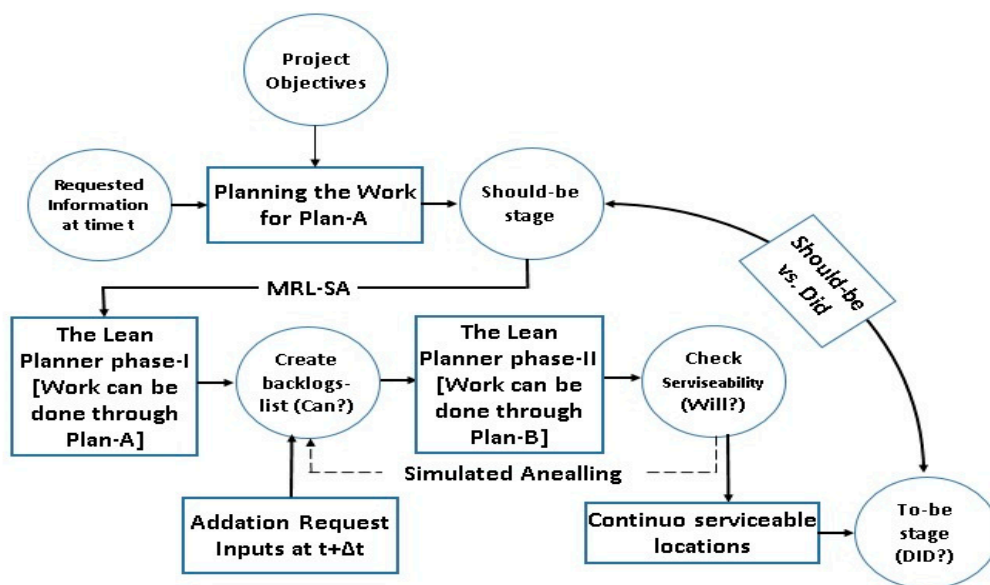 Project
Objectives
Requested
Information
at time t
Planning the Work
for Plan-A
Should-be
stage
Should-be
vs. Did
MRL-SA
The Lean
Planner phase-I
[Work can be
done through
Plan-A]
Create
backlogs-
list (Can?)
The Lean
Planner phase-II
[Work can be
done through
Plan-B]
Check
Serviseability
(Will?)
Simulated Anealling
Addation Request
Inputs at t+Δt
Continuo serviceable
locations
To-be
stage
(DID?)